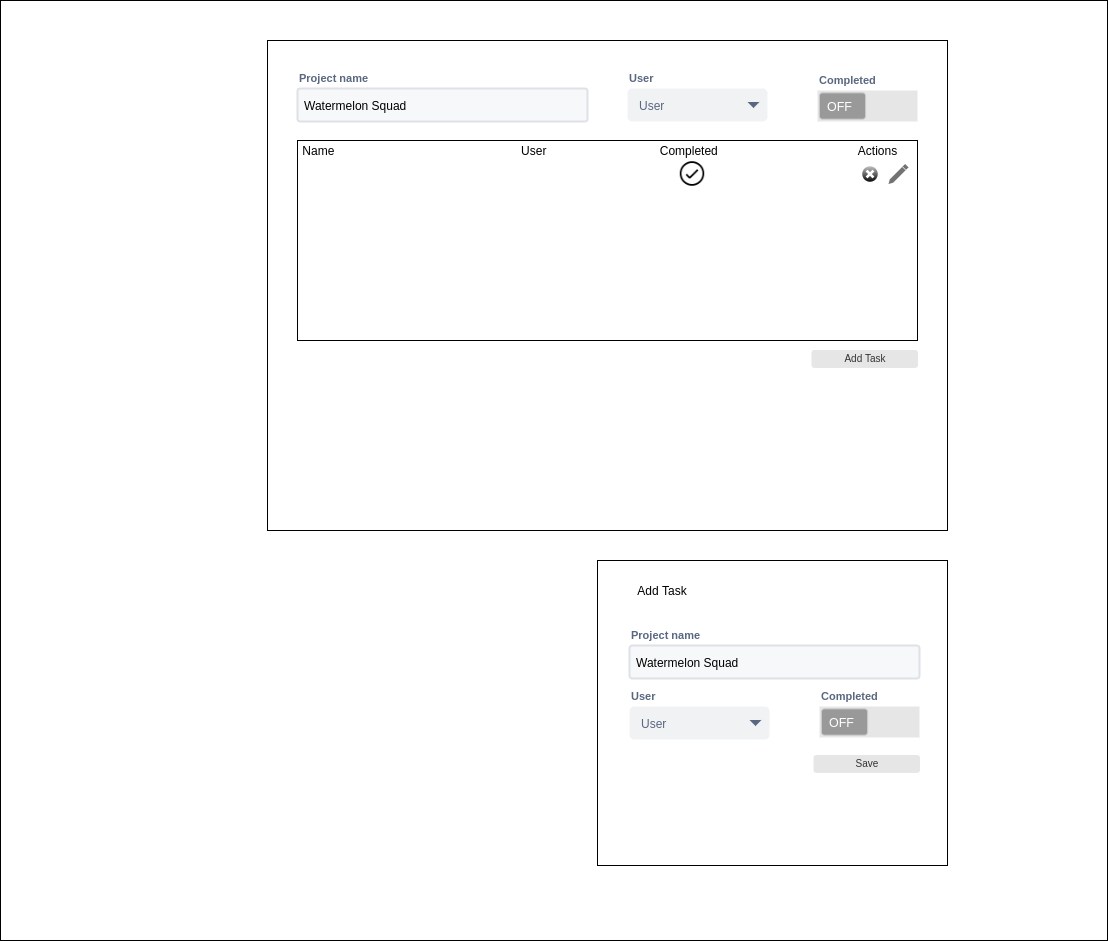 Project name User Completed
Watermelon Squad User OFF
Name User Completed Actions
Add Task
Add Task
Project name
Watermelon Squad
User Completed
User OFF
Save